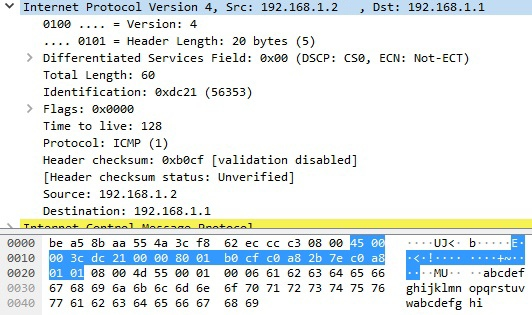 Internet Protocol Version 4, Src: 192.168.1.2 , Dst: 192.168.1.1
0100 .... = Version: 4
.... 0101 = Header Length: 20 bytes (5)
Differentiated Services Field: 0x00 (DSCP: CS0, ECN: Not-ECT)
Total Length: 60
Identification: 0xdc21 (56353)
Flags: 0x0000
Time to live: 128
Protocol: ICMP (1)
Header checksum: 0xb0cf [validation disabled]
[Header checksum status: Unverified]
Source: 192.168.1.2
Destination: 192.168.1.1
Internet Control Message Protocol
0000 be a5 8b aa 55 4a 3c f8 62 ec cc c3 08 00 45 00 ····UJ<· b·····E·
0010 00 3c dc 21 00 00 80 01 b0 cf c0 a8 2b 7e c0 a8 ·<·!···· ····+~··
0020 01 01 08 00 4d 55 00 01 00 06 61 62 63 64 65 66 ····MU·· ··abcdef
0030 67 68 69 6a 6b 6c 6d 6e 6f 70 71 72 73 74 75 76 ghijklmn opqrstuv
0040 77 61 62 63 64 65 66 67 68 69 wabcdefg hi